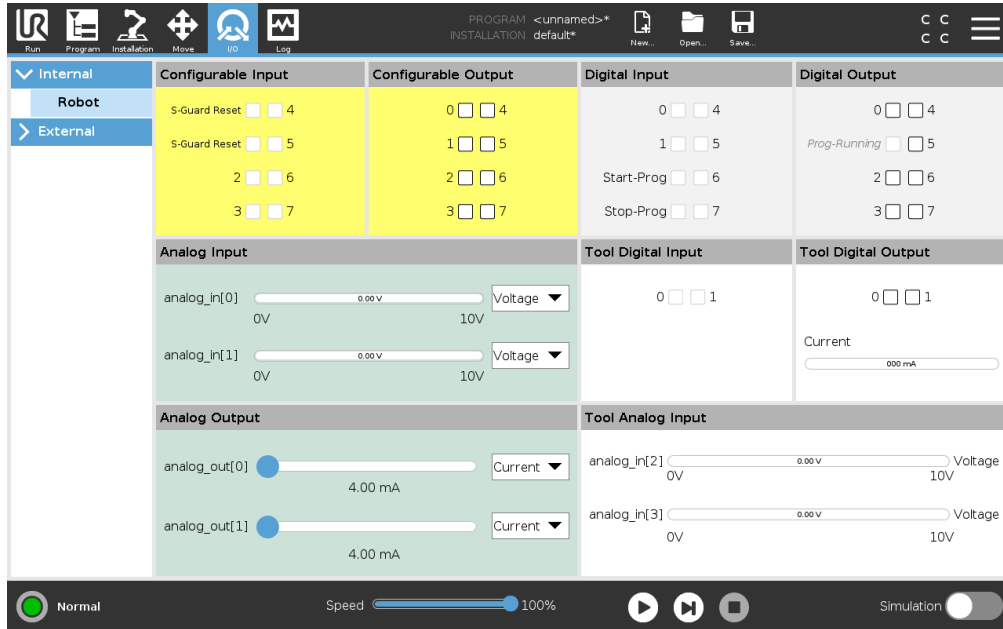 PROGRAM <unnamed>*
INSTALLATION default*
UR
Run Program Installation Move I/O Log New... Open... Save...
C C
C C
Internal
Robot
External
Configurable Input Configurable Output Digital Input Digital Output
S-Guard Reset 4 0 4 0 4 0 4
S-Guard Reset 5 1 5 1 5 Prog-Running 5
2 6 2 6 Start-Prog 6 2 6
3 7 3 7 Stop-Prog 7 3 7
Analog Input Tool Digital Input Tool Digital Output
analog_in[0] 0.00 V Voltage 0 1 0 1
0V 10V
Current
analog_in[1] 0.00 V Voltage 000 mA
0V 10V
Analog Output Tool Analog Input
analog_out[0] Current analog_in[2] 0.00 V Voltage
4.00 mA 0V 10V
analog_out[1] Current analog_in[3] 0.00 V Voltage
4.00 mA 0V 10V
Normal Speed 100% Simulation